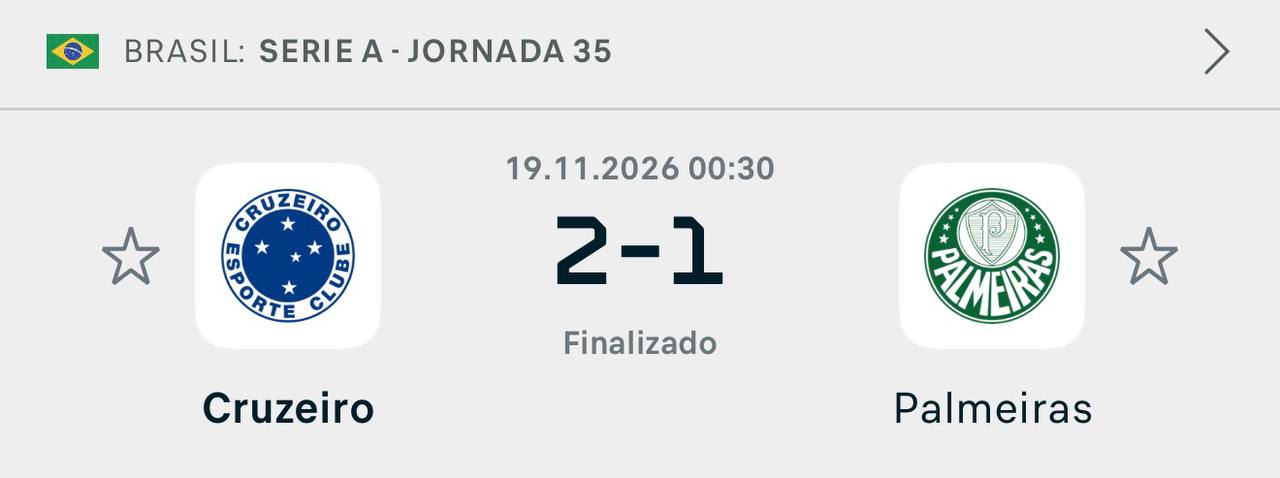 BRASIL: SERIE A - JORNADA 35
19.11.2026 00:30
CRUZEIRO
ESPORTE CLUBE
2-1
P
PALMEIRAS
Finalizado
Cruzeiro
Palmeiras